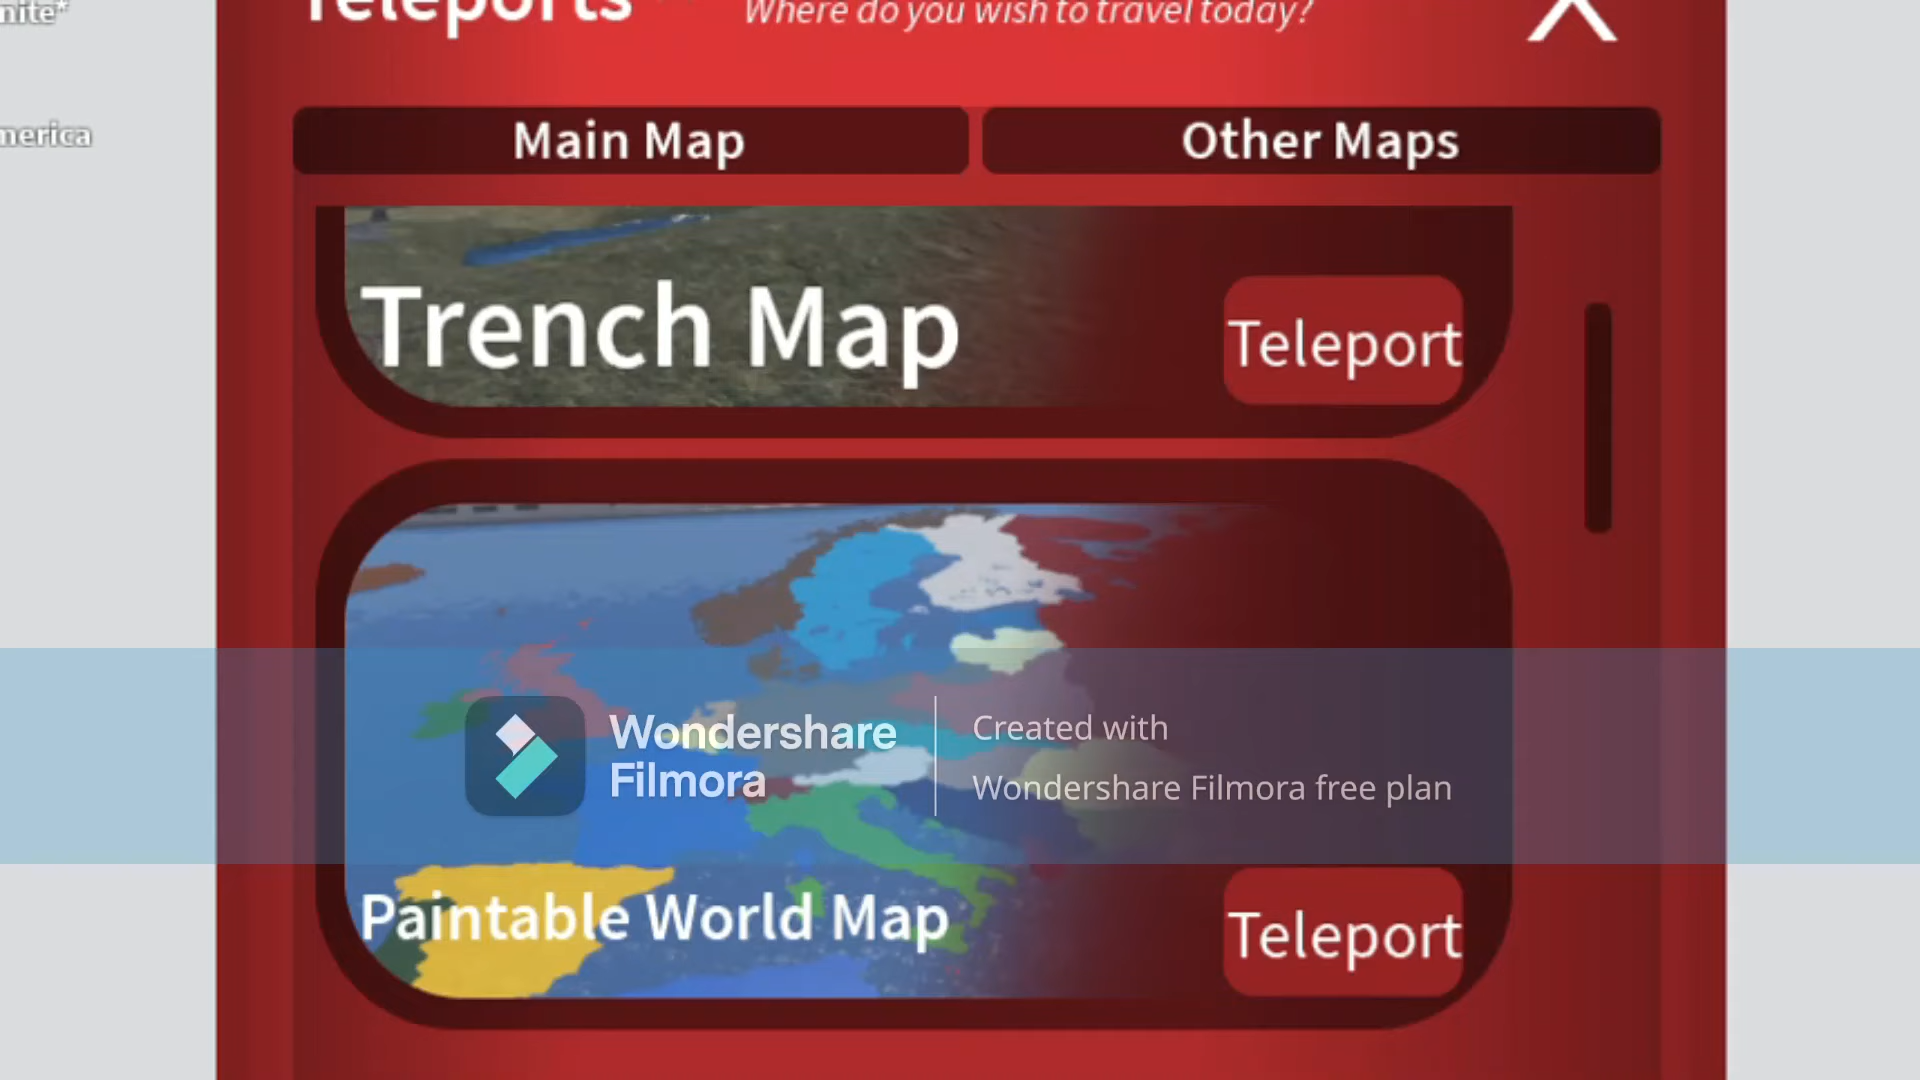 Teleports
Where do you wish to travel today?
Main Map
Other Maps
Trench Map
Teleport
Wondershare
Filmora
Created with
Wondershare Filmora free plan
Paintable World Map
Teleport